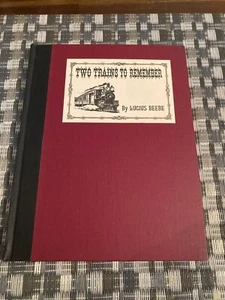 TWO TRAINS TO REMEMBER
By LUCIUS BEEBE